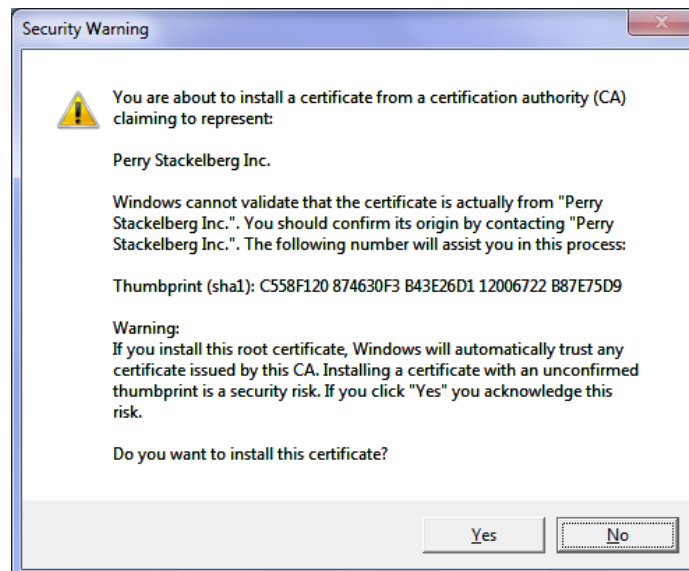 Security Warning
You are about to install a certificate from a certification authority (CA)
claiming to represent:
Perry Stackelberg Inc.
Windows cannot validate that the certificate is actually from "Perry
Stackelberg Inc.". You should confirm its origin by contacting "Perry
Stackelberg Inc.". The following number will assist you in this process:
Thumbprint (sha1): C558F120 874630F3 B43E26D1 12006722 B87E75D9
Warning:
If you install this root certificate, Windows will automatically trust any
certificate issued by this CA. Installing a certificate with an unconfirmed
thumbprint is a security risk. If you click "Yes" you acknowledge this
risk.
Do you want to install this certificate?
Yes
No